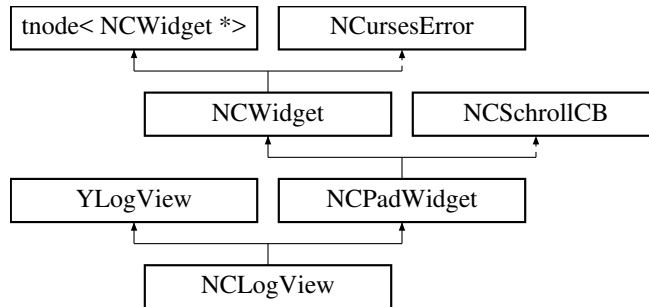 tnode< NCWidget *>
NCursesError
NCWidget
NCSchrollCB
YLogView
NCPadWidget
NCLogView